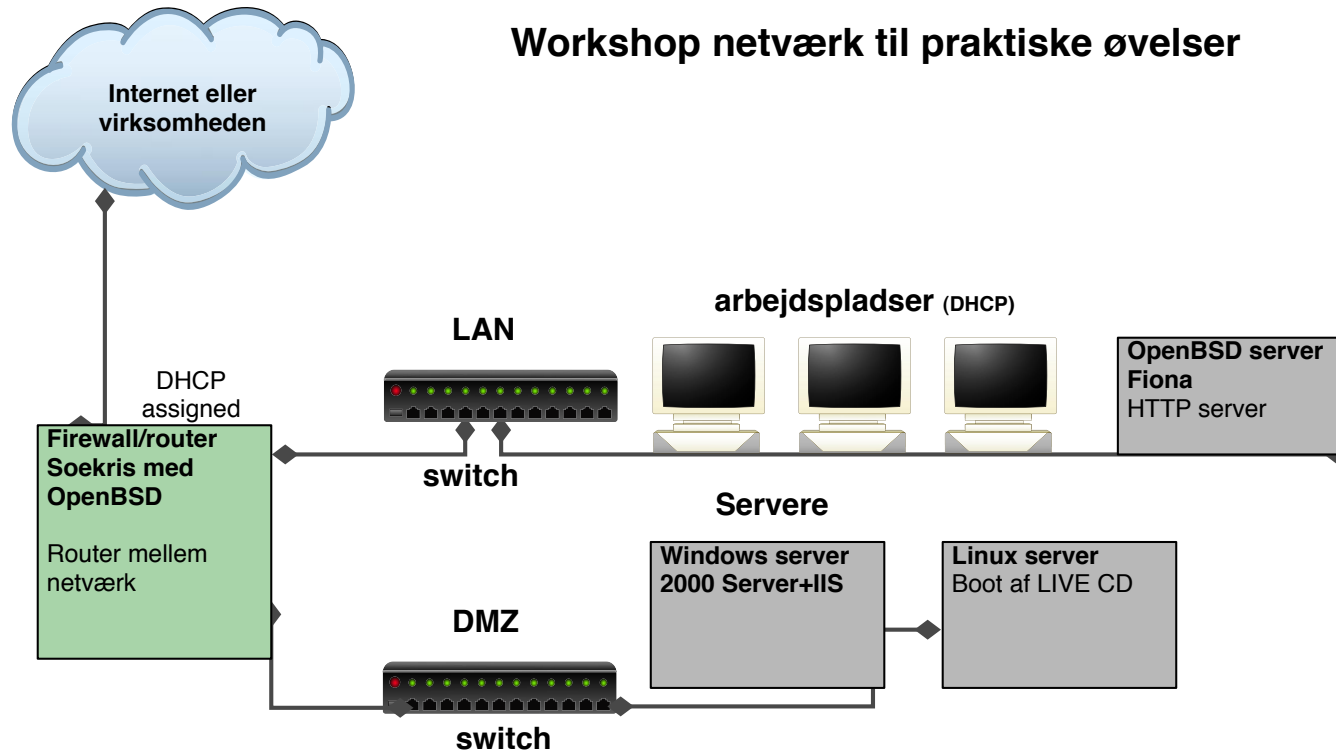 Workshop netværk til praktiske øvelser
Internet eller
virksomheden
arbejdspladser (DHCP)
LAN
OpenBSD server
Fiona
HTTP server
DHCP
assigned
Firewall/router
Soekris med
OpenBSD
Router mellem
netværk
switch
Servere
Windows server
2000 Server+IIS
Linux server
Boot af LIVE CD
DMZ
switch